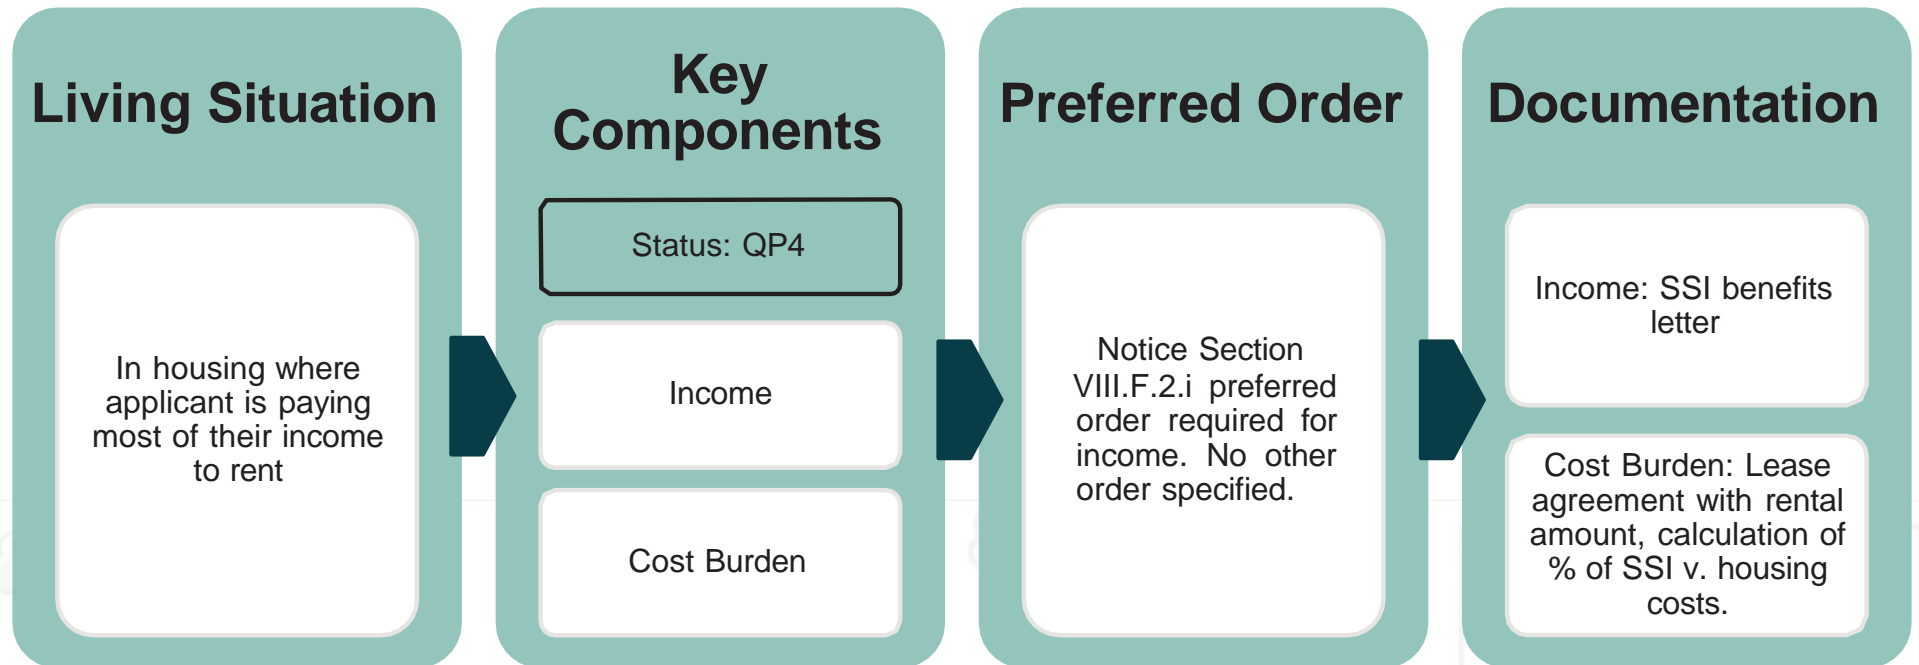 Living Situation
In housing where
applicant is paying
most of their income
to rent
Key
Components
Status: QP4
Income
Cost Burden
Preferred Order
Notice Section
VIII.F.2.i preferred
order required for
income. No other
order specified.
Documentation
Income: SSI benefits
letter
Cost Burden: Lease
agreement with rental
amount, calculation of
% of SSI v. housing
costs.